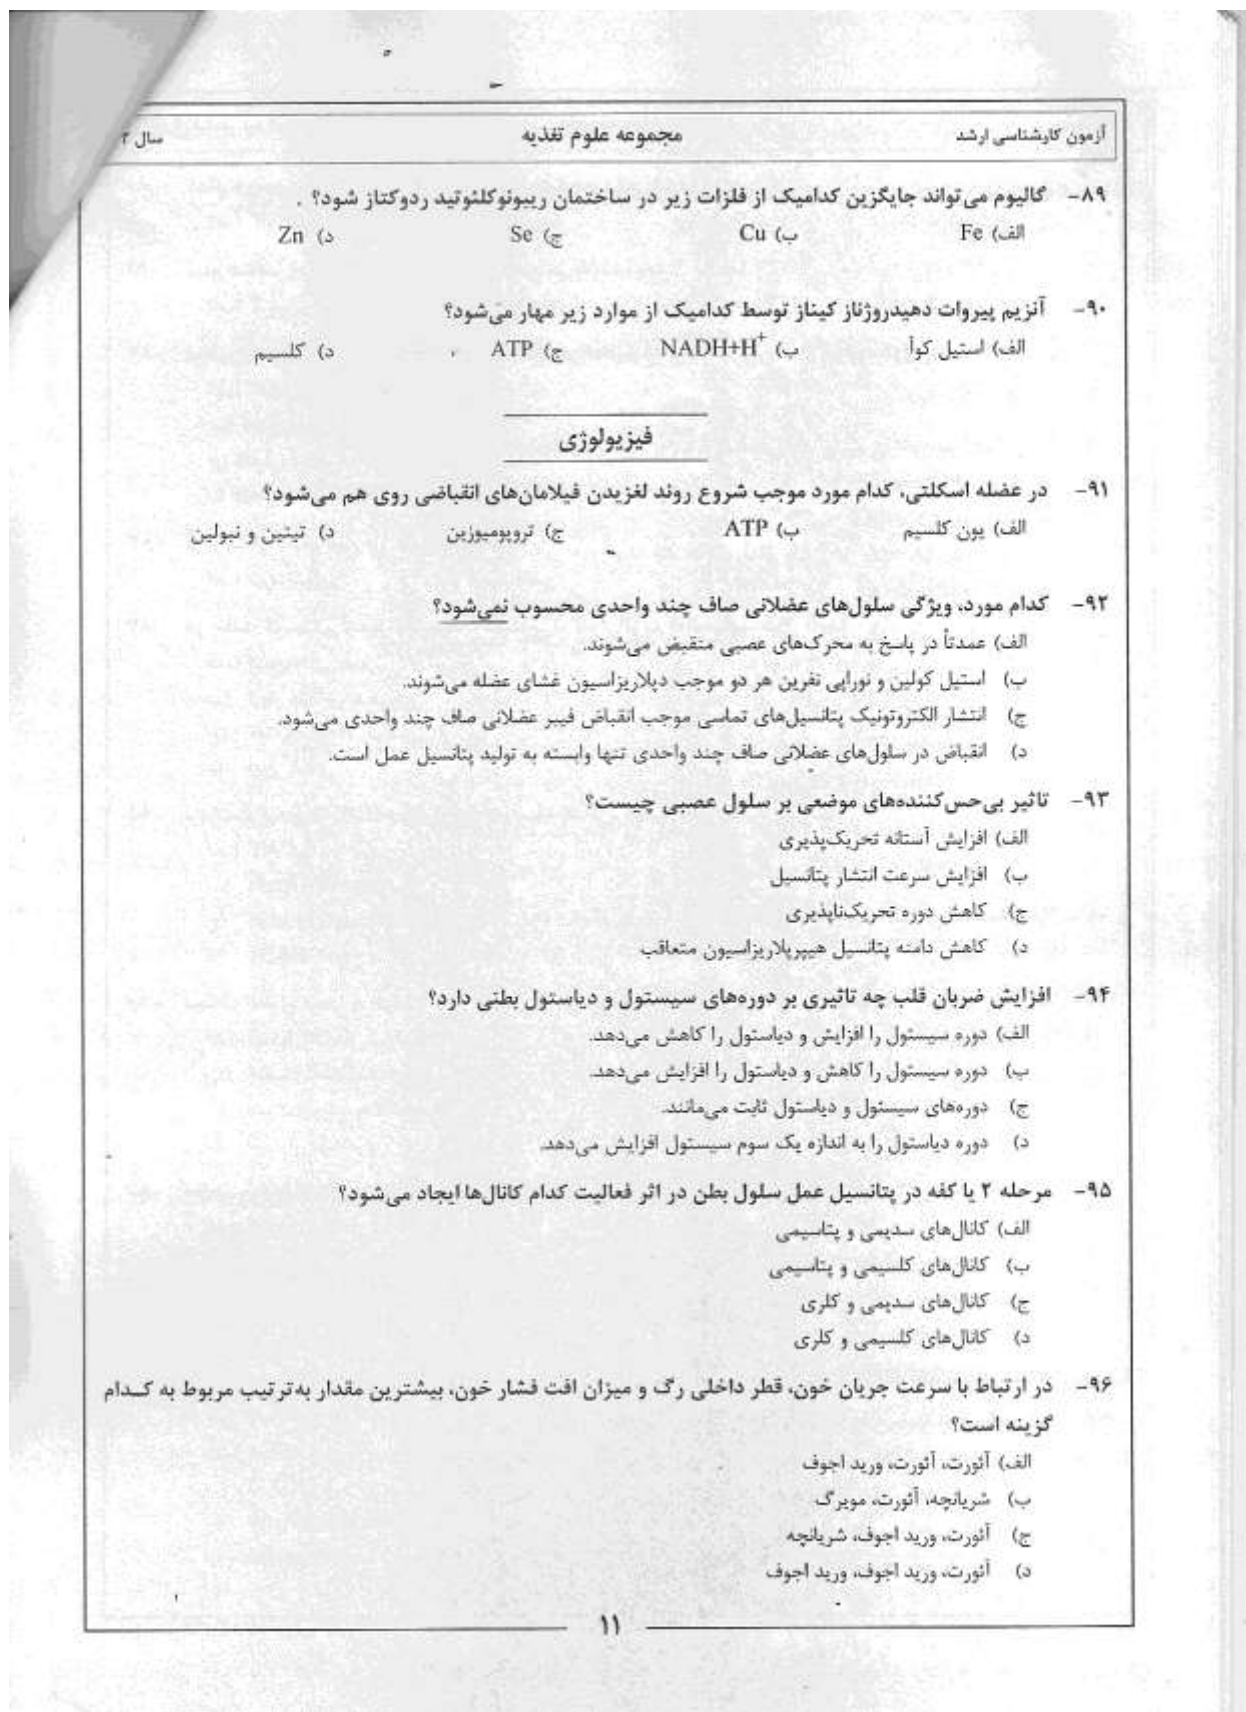 آزمون کارشناسی ارشد مجموعه علوم تغذیه سال
۸۹- گالیوم می‌تواند جایگزین کدامیک از فلزات زیر در ساختمان ریبونوکلئوتید ردوکتاز شود؟
الف) Fe ب) Cu ج) Se د) Zn
۹۰- آنزیم پیروات دهیدروژناز کیناز توسط کدامیک از موارد زیر مهار می‌شود؟
الف) استیل کوآ ب) NADH+H⁺ ج) ATP د) کلسیم
فیزیولوژی
۹۱- در عضله اسکلتی، کدام مورد موجب شروع روند لغزیدن فیلامان‌های انقباضی روی هم می‌شود؟
الف) یون کلسیم ب) ATP ج) تروپومیوزین د) تیتین و نبولین
۹۲- کدام مورد، ویژگی سلول‌های عضلانی صاف چند واحدی محسوب نمی‌شود؟
الف) عمدتاً در پاسخ به محرک‌های عصبی منقبض می‌شوند.
ب) استیل کولین و نوراپی نفرین هر دو موجب دپلاریزاسیون غشای عضله می‌شوند.
ج) انتشار الکتروتونیک پتانسیل‌های تماسی موجب انقباض فیبر عضلانی صاف چند واحدی می‌شود.
د) انقباض در سلول‌های عضلانی صاف چند واحدی تنها وابسته به تولید پتانسیل عمل است.
۹۳- تاثیر بی‌حس‌کننده‌های موضعی بر سلول عصبی چیست؟
الف) افزایش آستانه تحریک‌پذیری
ب) افزایش سرعت انتشار پتانسیل
ج) کاهش دوره تحریک‌ناپذیری
د) کاهش دامنه پتانسیل هیپرپلاریزاسیون متعاقب
۹۴- افزایش ضربان قلب چه تاثیری بر دوره‌های سیستول و دیاستول بطنی دارد؟
الف) دوره سیستول را افزایش و دیاستول را کاهش می‌دهد.
ب) دوره سیستول را کاهش و دیاستول را افزایش می‌دهد.
ج) دوره‌های سیستول و دیاستول ثابت می‌مانند.
د) دوره دیاستول را به اندازه یک سوم سیستول افزایش می‌دهد.
۹۵- مرحله ۲ یا کفه در پتانسیل عمل سلول بطن در اثر فعالیت کدام کانال‌ها ایجاد می‌شود؟
الف) کانال‌های سدیمی و پتاسیمی
ب) کانال‌های کلسیمی و پتاسیمی
ج) کانال‌های سدیمی و کلری
د) کانال‌های کلسیمی و کلری
۹۶- در ارتباط با سرعت جریان خون، قطر داخلی رگ و میزان افت فشار خون، بیشترین مقدار به‌ترتیب مربوط به کدام
گزینه است؟
الف) آئورت، آئورت، ورید اجوف
ب) شریانچه، آئورت، مویرگ
ج) آئورت، ورید اجوف، شریانچه
د) آئورت، ورید اجوف، ورید اجوف
۱۱